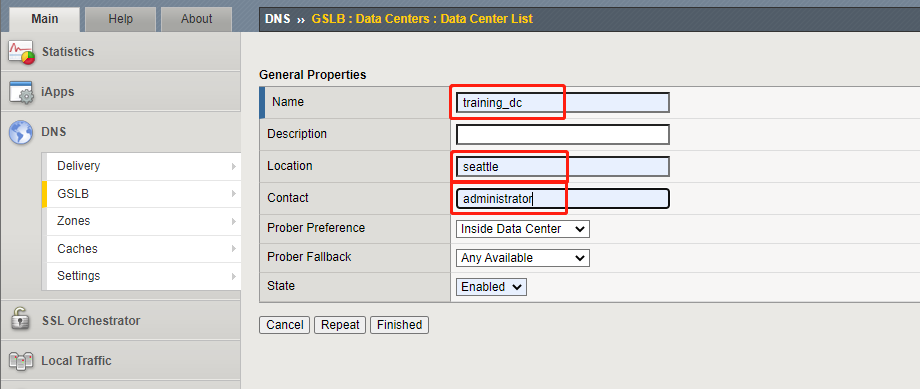 Main Help About
DNS ›› GSLB : Data Centers : Data Center List
Statistics
iApps
DNS
Delivery
GSLB
Zones
Caches
Settings
SSL Orchestrator
Local Traffic
General Properties
Name training_dc
Description
Location seattle
Contact administrator
Prober Preference Inside Data Center
Prober Fallback Any Available
State Enabled
Cancel Repeat Finished